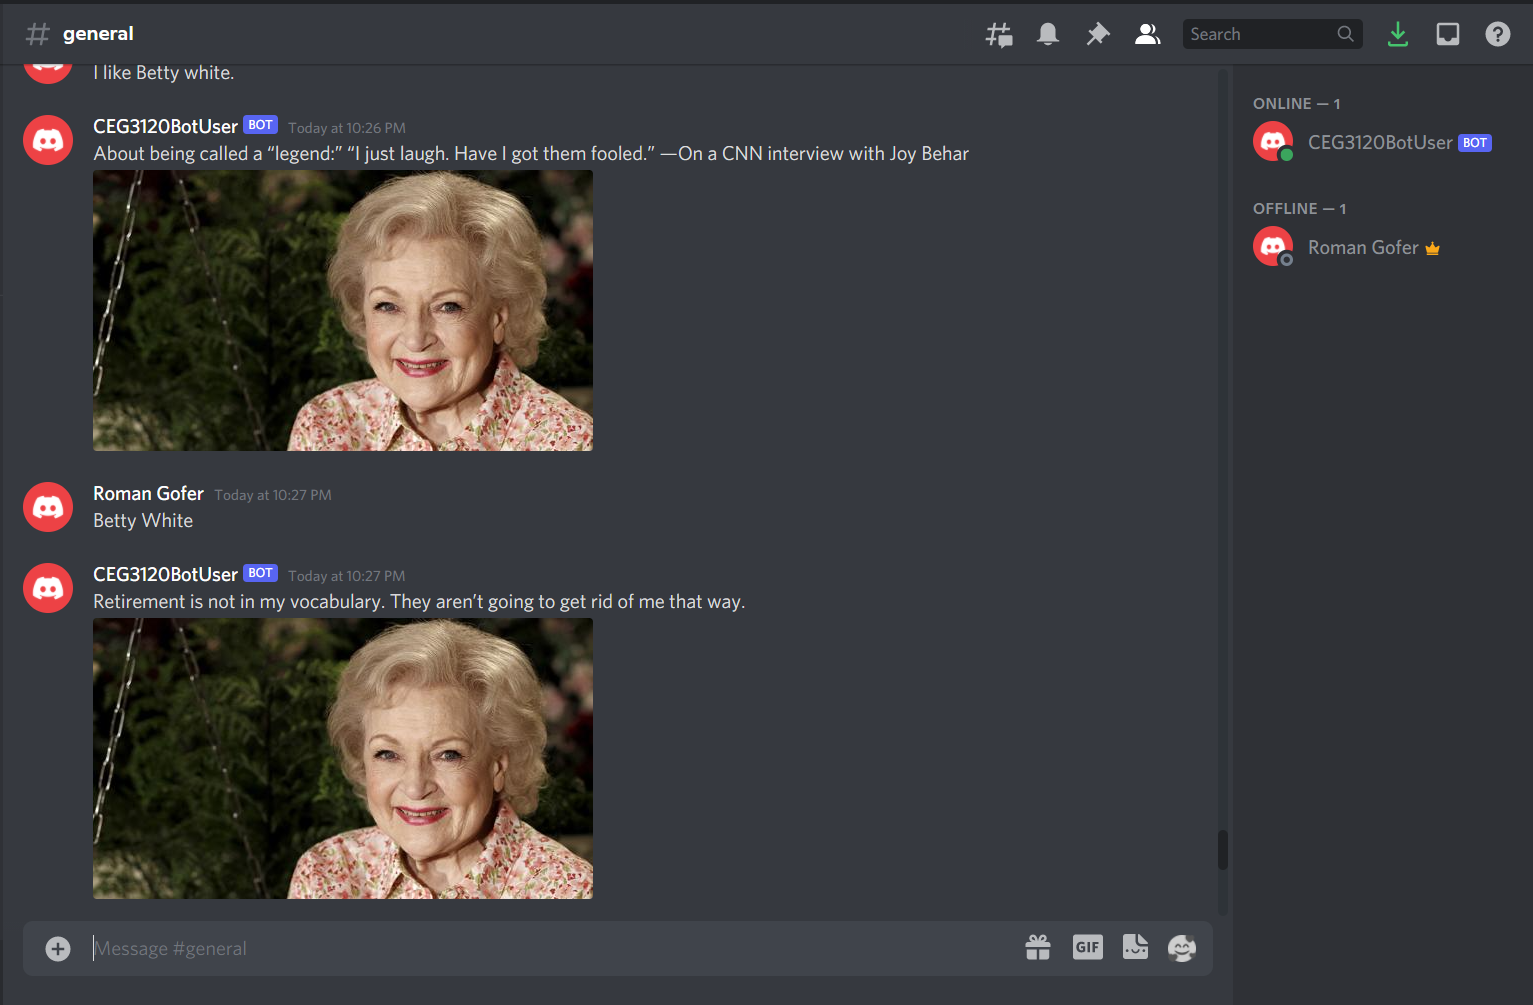 general
Search
I like Betty white.
CEG3120BotUser BOT Today at 10:26 PM
About being called a “legend:” “I just laugh. Have I got them fooled.” —On a CNN interview with Joy Behar
Roman Gofer Today at 10:27 PM
Betty White
CEG3120BotUser BOT Today at 10:27 PM
Retirement is not in my vocabulary. They aren’t going to get rid of me that way.
Message #general
GIF
ONLINE — 1
CEG3120BotUser BOT
OFFLINE — 1
Roman Gofer